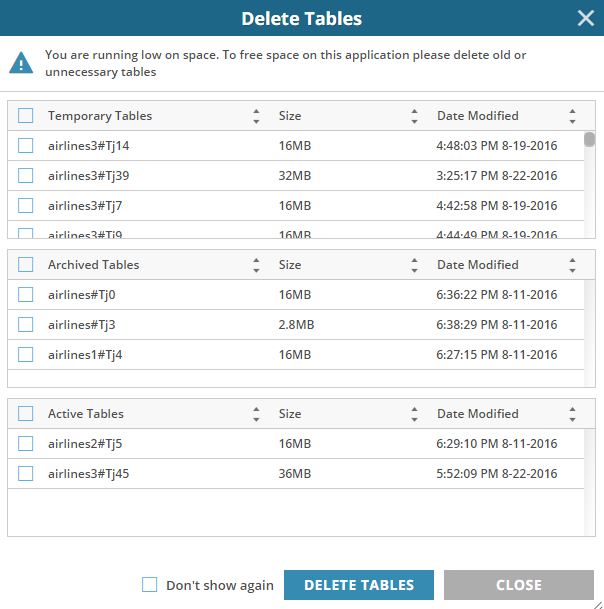 Delete Tables
You are running low on space. To free space on this application please delete old or
unnecessary tables
Temporary Tables Size Date Modified
airlines3#Tj14 16MB 4:48:03 PM 8-19-2016
airlines3#Tj39 32MB 3:25:17 PM 8-22-2016
airlines3#Tj7 16MB 4:42:58 PM 8-19-2016
airlines3#Tj9 16MB 4:44:49 PM 8-19-2016
Archived Tables Size Date Modified
airlines#Tj0 16MB 6:36:22 PM 8-11-2016
airlines#Tj3 2.8MB 6:38:29 PM 8-11-2016
airlines1#Tj4 16MB 6:27:15 PM 8-11-2016
Active Tables Size Date Modified
airlines2#Tj5 16MB 6:29:10 PM 8-11-2016
airlines3#Tj45 36MB 5:52:09 PM 8-22-2016
Don't show again DELETE TABLES CLOSE